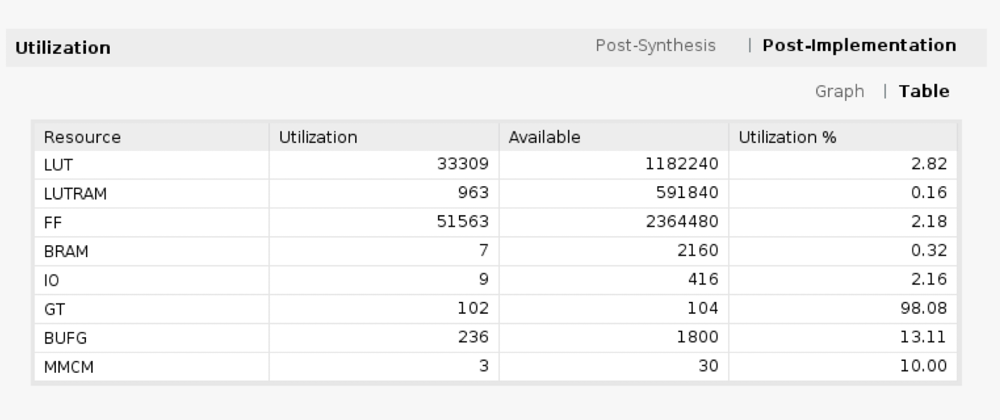 Utilization Post-Synthesis | Post-Implementation
Graph | Table
Resource Utilization Available Utilization %
LUT 33309 1182240 2.82
LUTRAM 963 591840 0.16
FF 51563 2364480 2.18
BRAM 7 2160 0.32
IO 9 416 2.16
GT 102 104 98.08
BUFG 236 1800 13.11
MMCM 3 30 10.00